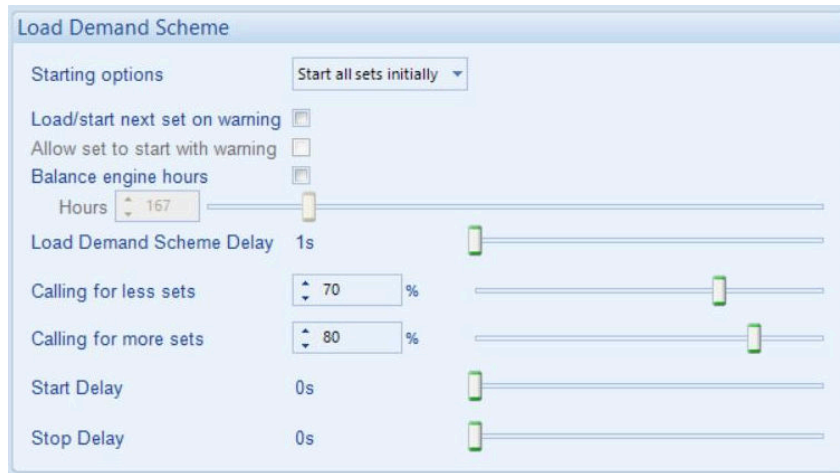 Load Demand Scheme
Starting options Start all sets initially
Load/start next set on warning
Allow set to start with warning
Balance engine hours
Hours 167
Load Demand Scheme Delay 1s
Calling for less sets 70 %
Calling for more sets 80 %
Start Delay 0s
Stop Delay 0s